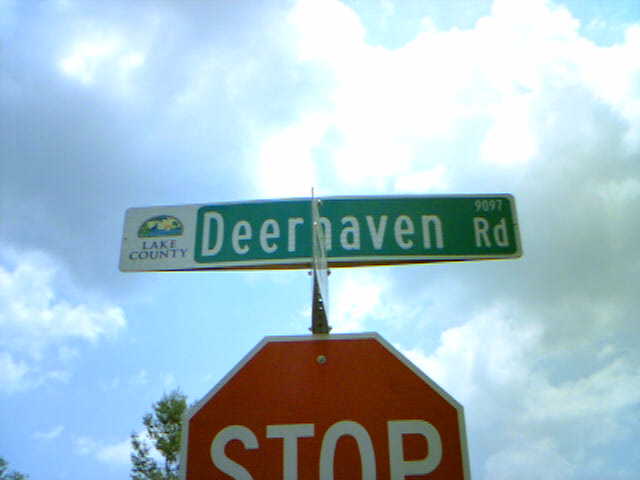 LAKE
COUNTY
Deerhaven Rd
9097
STOP